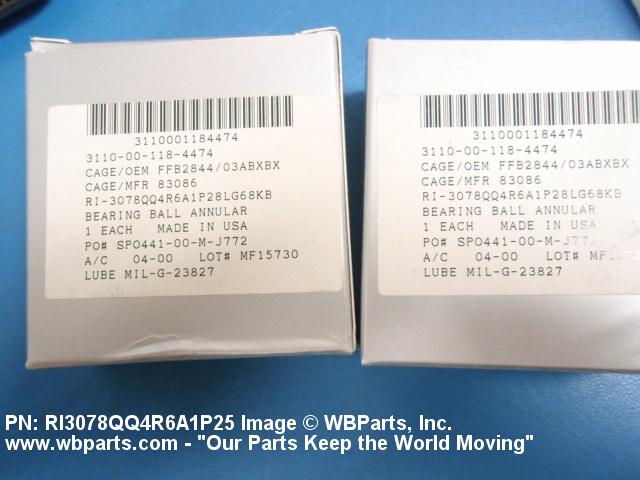 3110001184474
3110-00-118-4474
CAGE/OEM FFB2844/03ABXBX
CAGE/MFR 83086
RI-3078QQ4R6A1P28LG68KB
BEARING BALL ANNULAR
1 EACH MADE IN USA
PO# SPO441-00-M-J772
A/C 04-00 LOT# MF15730
LUBE MIL-G-23827
3110001184474
3110-00-118-4474
CAGE/OEM FFB2844/03ABXBX
CAGE/MFR 83086
RI-3078QQ4R6A1P28LG68KB
BEARING BALL ANNULAR
1 EACH MADE IN USA
PO# SPO441-00-M-J772
A/C 04-00 LOT#
LUBE MIL-G-23827
PN: RI3078QQ4R6A1P25 Image © WBParts, Inc.
www.wbparts.com - "Our Parts Keep the World Moving"